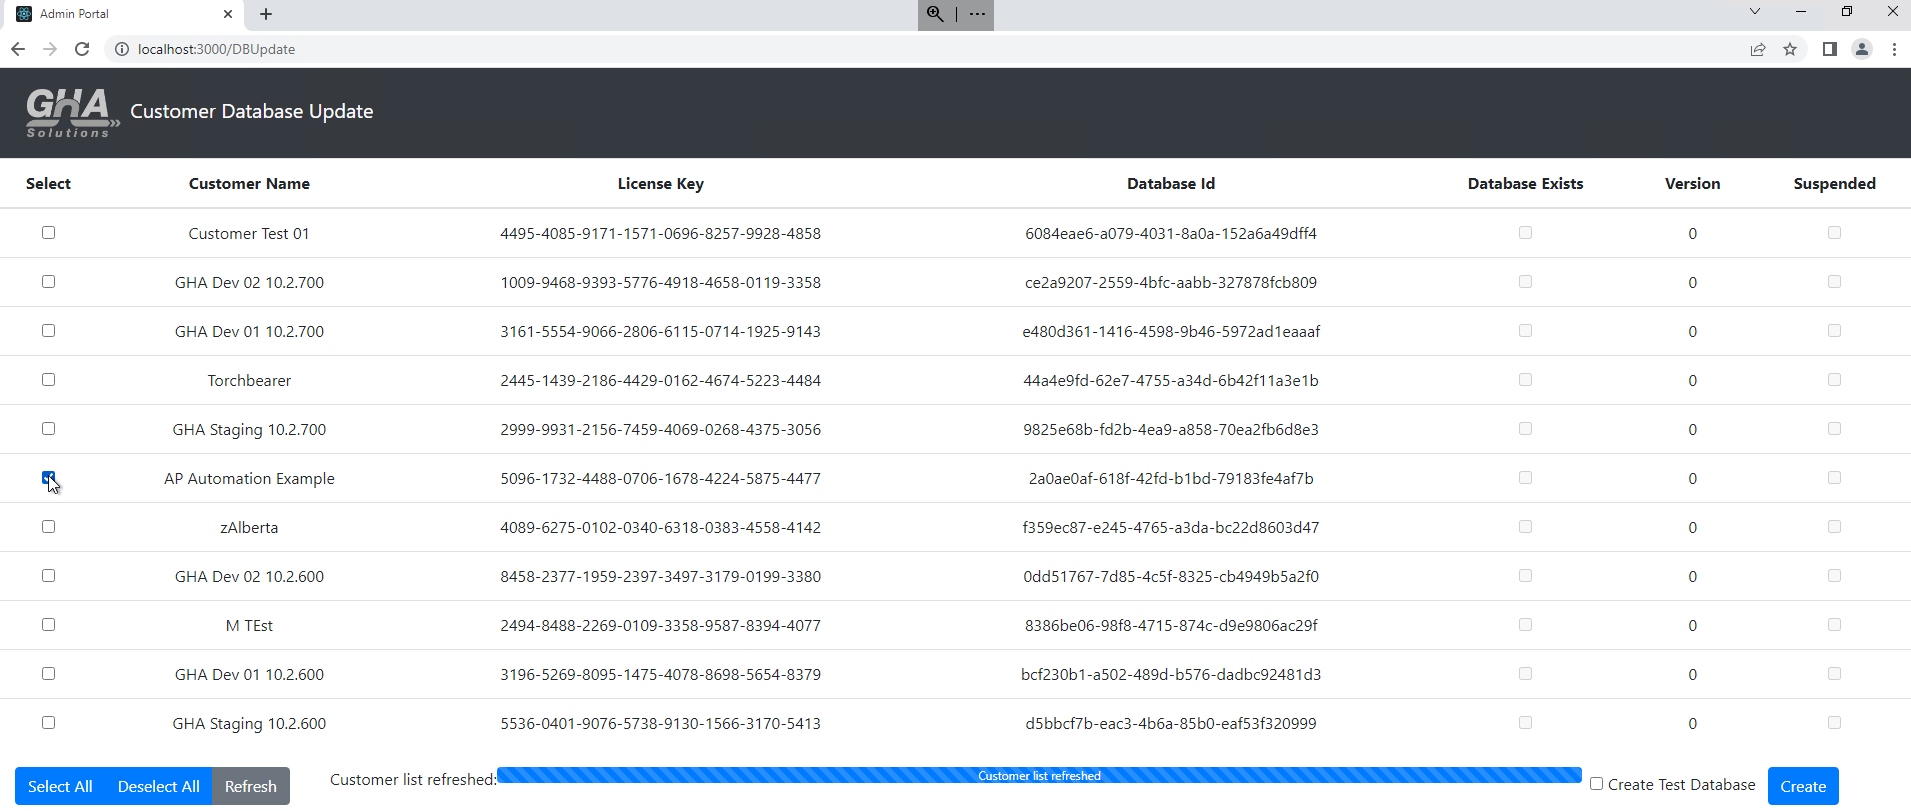 Admin Portal
localhost:3000/DBUpdate
GHA Solutions
Customer Database Update
Select Customer Name License Key Database Id Database Exists Version Suspended
Customer Test 01 4495-4085-9171-1571-0696-8257-9928-4858 6084eae6-a079-4031-8a0a-152a6a49dff4 0
GHA Dev 02 10.2.700 1009-9468-9393-5776-4918-4658-0119-3358 ce2a9207-2559-4bfc-aabb-327878fcb809 0
GHA Dev 01 10.2.700 3161-5554-9066-2806-6115-0714-1925-9143 e480d361-1416-4598-9b46-5972ad1eaaaf 0
Torchbearer 2445-1439-2186-4429-0162-4674-5223-4484 44a4e9fd-62e7-4755-a34d-6b42f11a3e1b 0
GHA Staging 10.2.700 2999-9931-2156-7459-4069-0268-4375-3056 9825e68b-fd2b-4ea9-a858-70ea2fb6d8e3 0
AP Automation Example 5096-1732-4488-0706-1678-4224-5875-4477 2a0ae0af-618f-42fd-b1bd-79183fe4af7b 0
zAlberta 4089-6275-0102-0340-6318-0383-4558-4142 f359ec87-e245-4765-a3da-bc22d8603d47 0
GHA Dev 02 10.2.600 8458-2377-1959-2397-3497-3179-0199-3380 0dd51767-7d85-4c5f-8325-cb4949b5a2f0 0
M TEst 2494-8488-2269-0109-3358-9587-8394-4077 8386be06-98f8-4715-874c-d9e9806ac29f 0
GHA Dev 01 10.2.600 3196-5269-8095-1475-4078-8698-5654-8379 bcf230b1-a502-489d-b576-dadbc92481d3 0
GHA Staging 10.2.600 5536-0401-9076-5738-9130-1566-3170-5413 d5bbcf7b-eac3-4b6a-85b0-eaf53f320999 0
Select All Deselect All Refresh Customer list refreshed: Customer list refreshed Create Test Database Create